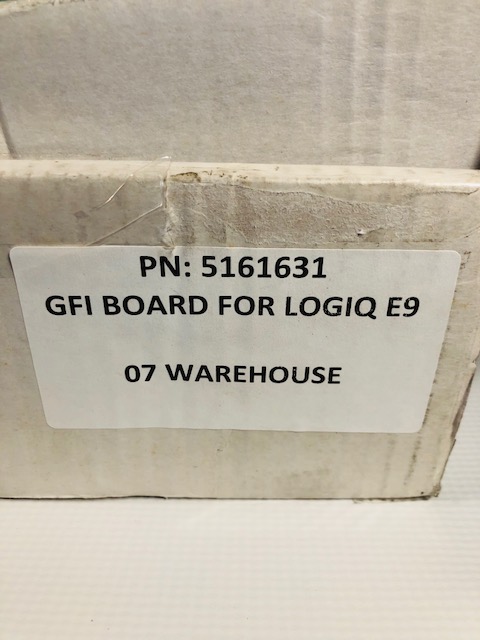 PN: 5161631
GFI BOARD FOR LOGIQ E9
07 WAREHOUSE